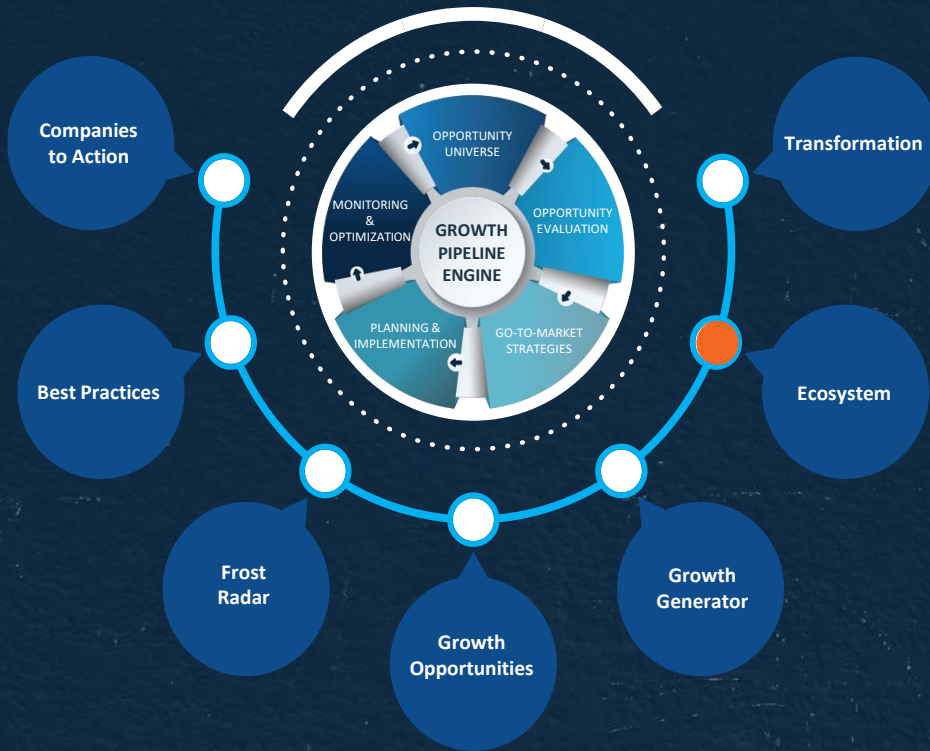 OPPORTUNITY
UNIVERSE
OPPORTUNITY
EVALUATION
GO-TO-MARKET
STRATEGIES
PLANNING &
IMPLEMENTATION
MONITORING
&
OPTIMIZATION
GROWTH
PIPELINE
ENGINE
Companies
to Action
Best Practices
Frost
Radar
Growth
Opportunities
Growth
Generator
Ecosystem
Transformation